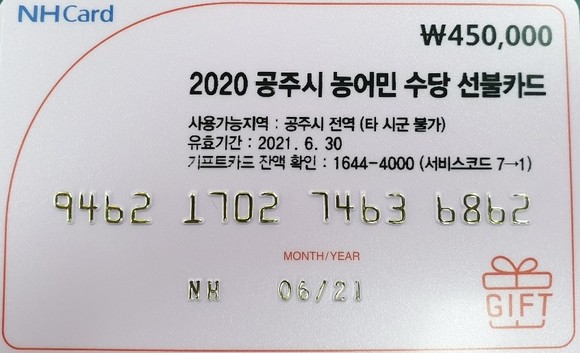 NH Card
₩450,000
2020 공주시 농어민 수당 선불카드
사용가능지역 : 공주시 전역 (타 시군 불가)
유효기간 : 2021. 6. 30
기프트카드 잔액 확인 : 1644-4000 (서비스코드 7→1)
9462 1702 7463 6862
MONTH/YEAR
NH 06/21
GIFT